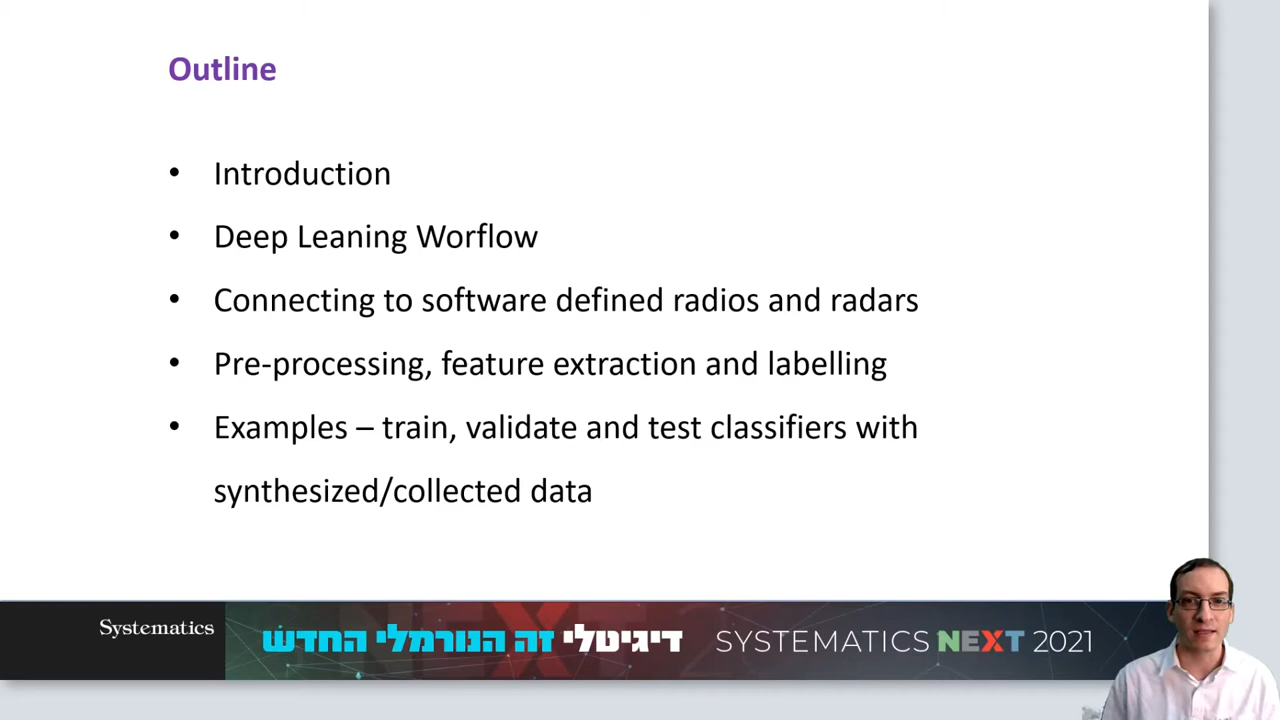 Outline
• Introduction
• Deep Leaning Worflow
• Connecting to software defined radios and radars
• Pre-processing, feature extraction and labelling
• Examples – train, validate and test classifiers with
synthesized/collected data
Systematics
דיגיטלי זה הנורמלי החדש
SYSTEMATICS NEXT 2021